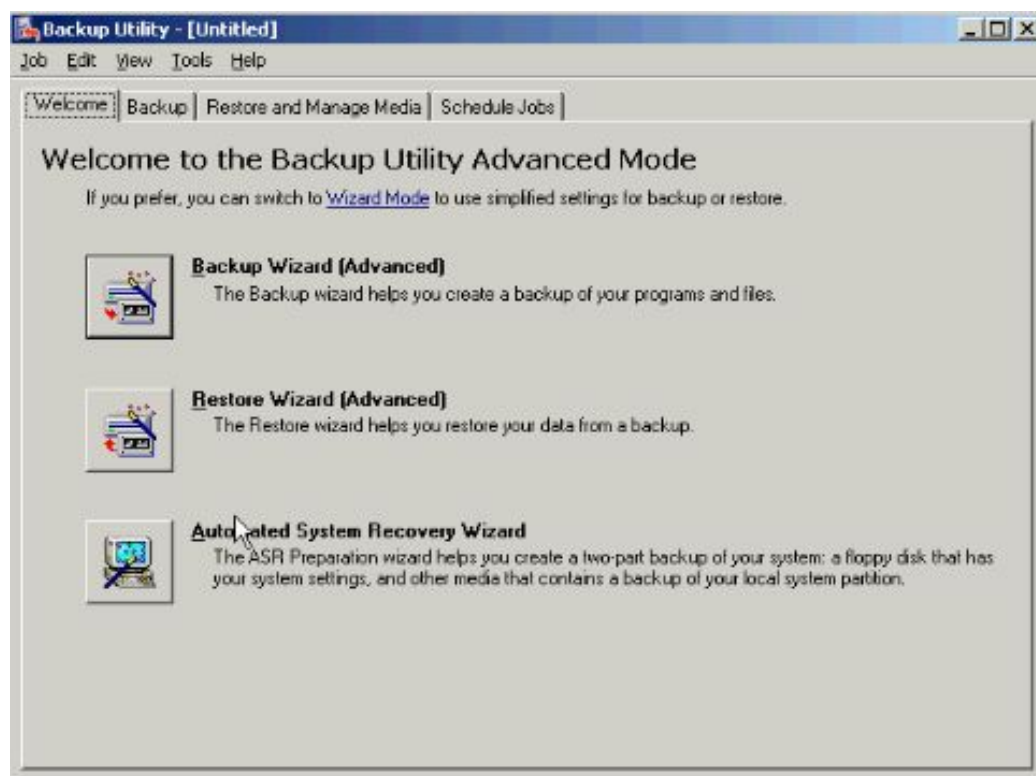 Backup Utility - [Untitled]
Job Edit View Tools Help
Welcome Backup Restore and Manage Media Schedule Jobs
Welcome to the Backup Utility Advanced Mode
If you prefer, you can switch to Wizard Mode to use simplified settings for backup or restore.
Backup Wizard (Advanced)
The Backup wizard helps you create a backup of your programs and files.
Restore Wizard (Advanced)
The Restore wizard helps you restore your data from a backup.
Automated System Recovery Wizard
The ASR Preparation wizard helps you create a two-part backup of your system: a floppy disk that has
your system settings, and other media that contains a backup of your local system partition.